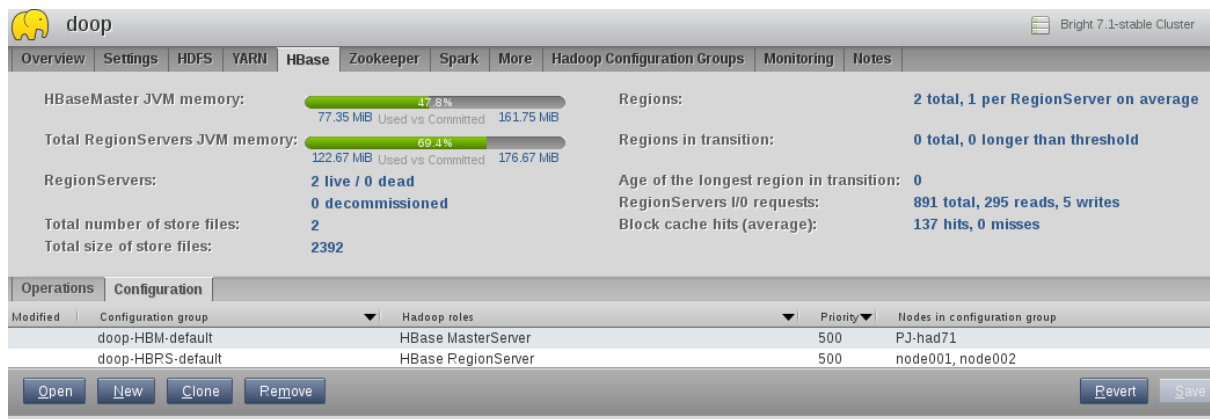 doop
Bright 7.1-stable Cluster
Overview Settings HDFS YARN HBase Zookeeper Spark More Hadoop Configuration Groups Monitoring Notes
HBaseMaster JVM memory: 47.8%
77.35 MiB Used vs Committed 161.75 MiB
Total RegionServers JVM memory: 69.4%
122.67 MiB Used vs Committed 176.67 MiB
RegionServers: 2 live / 0 dead
0 decommissioned
Total number of store files: 2
Total size of store files: 2392
Regions: 2 total, 1 per RegionServer on average
Regions in transition: 0 total, 0 longer than threshold
Age of the longest region in transition: 0
RegionServers I/0 requests: 891 total, 295 reads, 5 writes
Block cache hits (average): 137 hits, 0 misses
Operations Configuration
Modified Configuration group Hadoop roles Priority Nodes in configuration group
doop-HBM-default HBase MasterServer 500 PJ-had71
doop-HBRS-default HBase RegionServer 500 node001, node002
Open New Clone Remove Revert Save